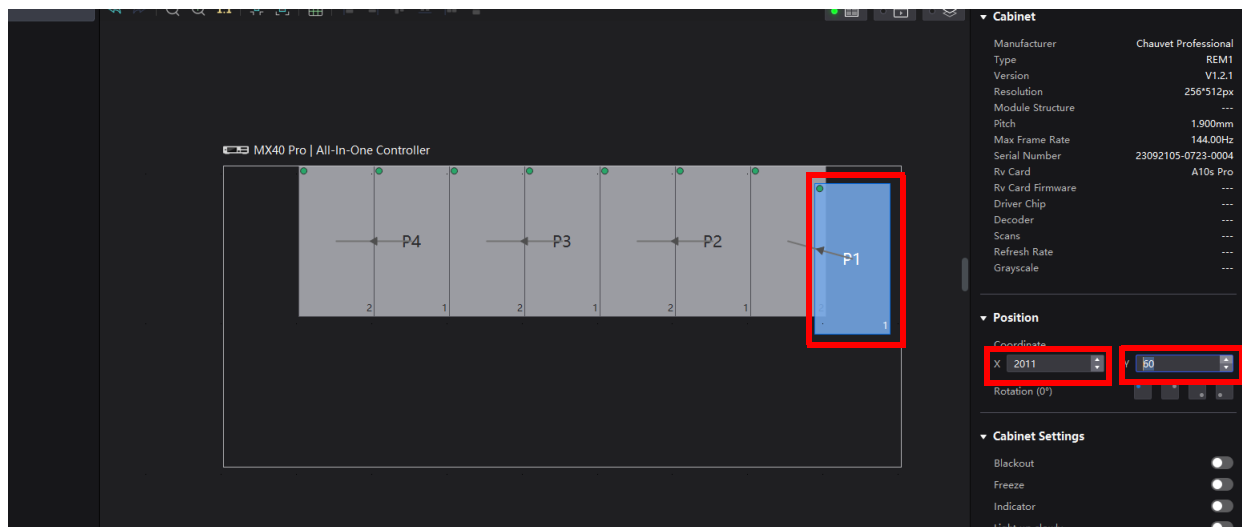 1:1
Cabinet
Manufacturer Chauvet Professional
Type REM1
Version V1.2.1
Resolution 256*512px
Module Structure ---
Pitch 1.900mm
Max Frame Rate 144.00Hz
Serial Number 23092105-0723-0004
Rv Card A10s Pro
Rv Card Firmware ---
Driver Chip ---
Decoder ---
Scans ---
Refresh Rate ---
Grayscale ---
MX40 Pro | All-In-One Controller
P4 P3 P2 P1
2 1 2 1 2 1 2 1
Position
Coordinate
X 2011 Y 60
Rotation (0°)
Cabinet Settings
Blackout
Freeze
Indicator